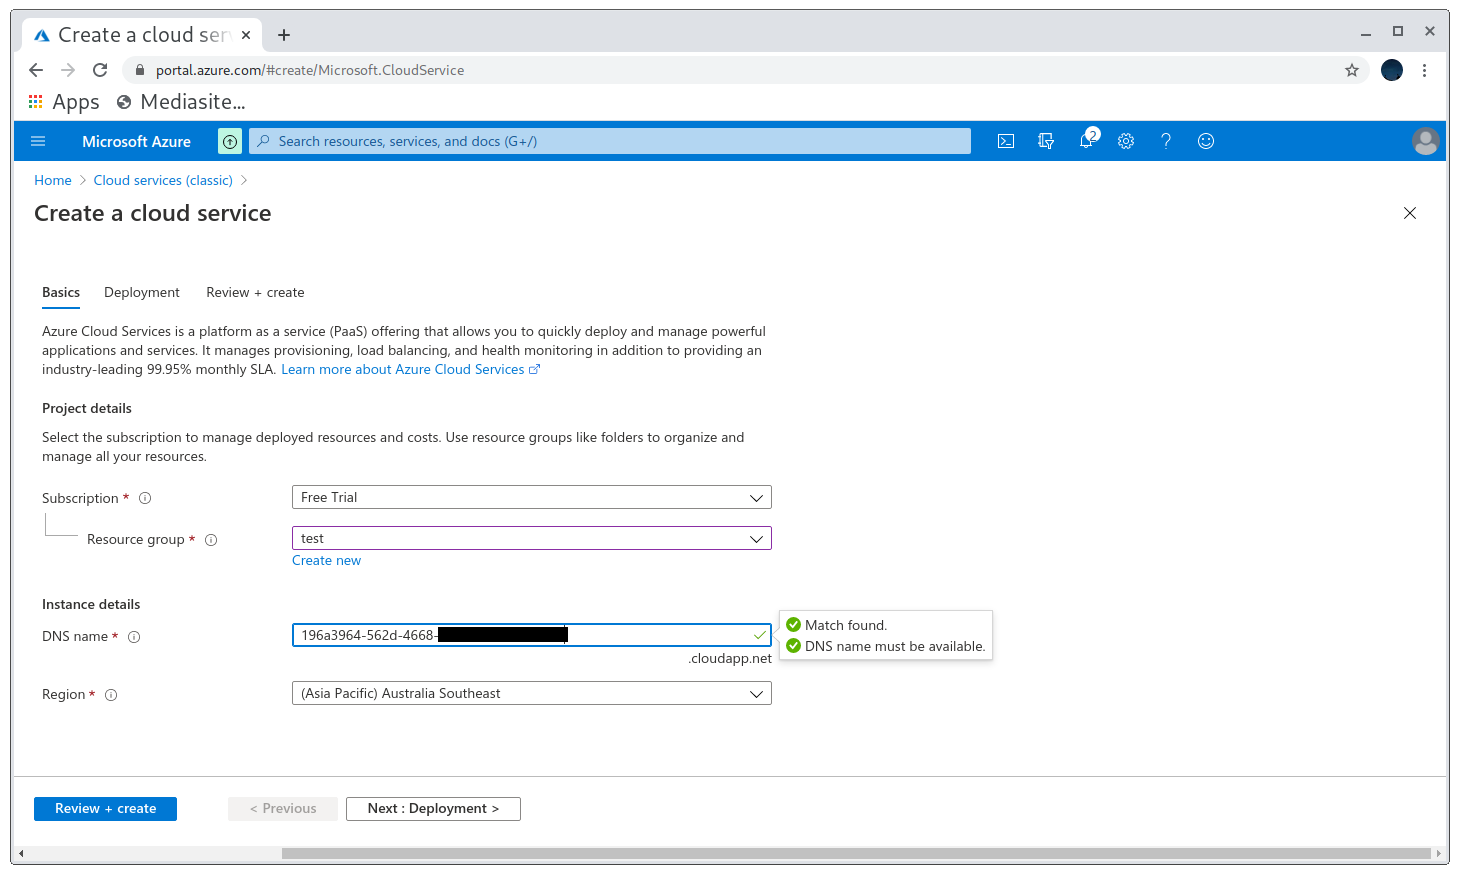 Create a cloud ser
portal.azure.com/#create/Microsoft.CloudService
Apps Mediasite...
Microsoft Azure Search resources, services, and docs (G+/) 2
Home > Cloud services (classic) >
Create a cloud service
Basics Deployment Review + create
Azure Cloud Services is a platform as a service (PaaS) offering that allows you to quickly deploy and manage powerful
applications and services. It manages provisioning, load balancing, and health monitoring in addition to providing an
industry-leading 99.95% monthly SLA. Learn more about Azure Cloud Services
Project details
Select the subscription to manage deployed resources and costs. Use resource groups like folders to organize and
manage all your resources.
Subscription * Free Trial
Resource group * test
Create new
Instance details
DNS name * 196a3964-562d-4668-
Match found.
DNS name must be available.
.cloudapp.net
Region * (Asia Pacific) Australia Southeast
Review + create < Previous Next : Deployment >